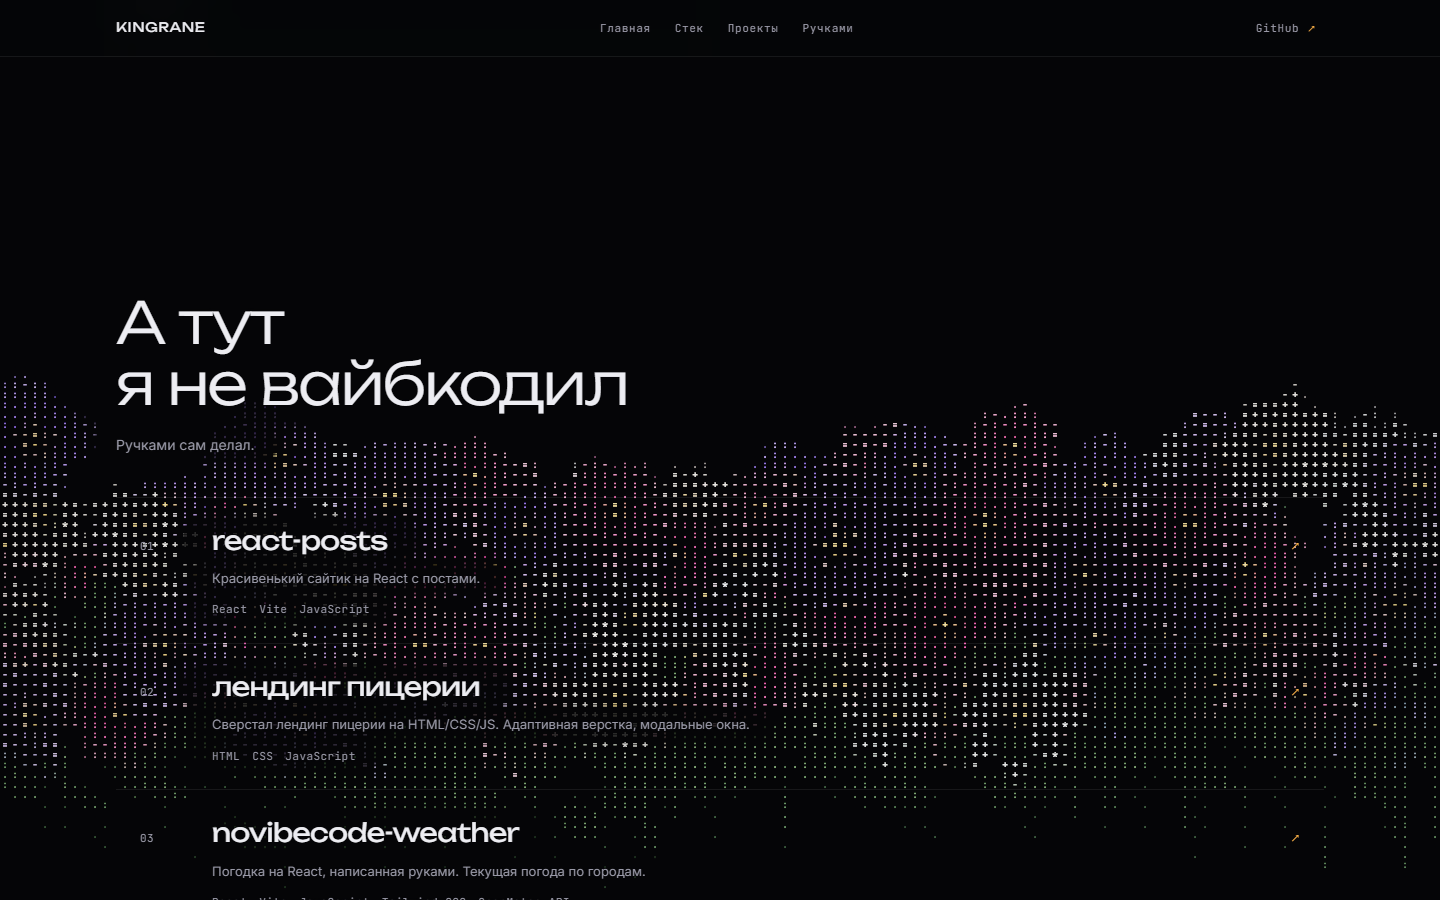 KINGRANE
Главная Стек Проекты Ручками
GitHub ↗
А тут
я не вайбкодил
Ручками сам делал.
01
react-posts
↗
Красивенький сайтик на React с постами.
React Vite JavaScript
02
лендинг пицерии
↗
Сверстал лендинг пицерии на HTML/CSS/JS. Адаптивная верстка, модальные окна.
HTML CSS JavaScript
03
novibecode-weather
↗
Погодка на React, написанная руками. Текущая погода по городам.